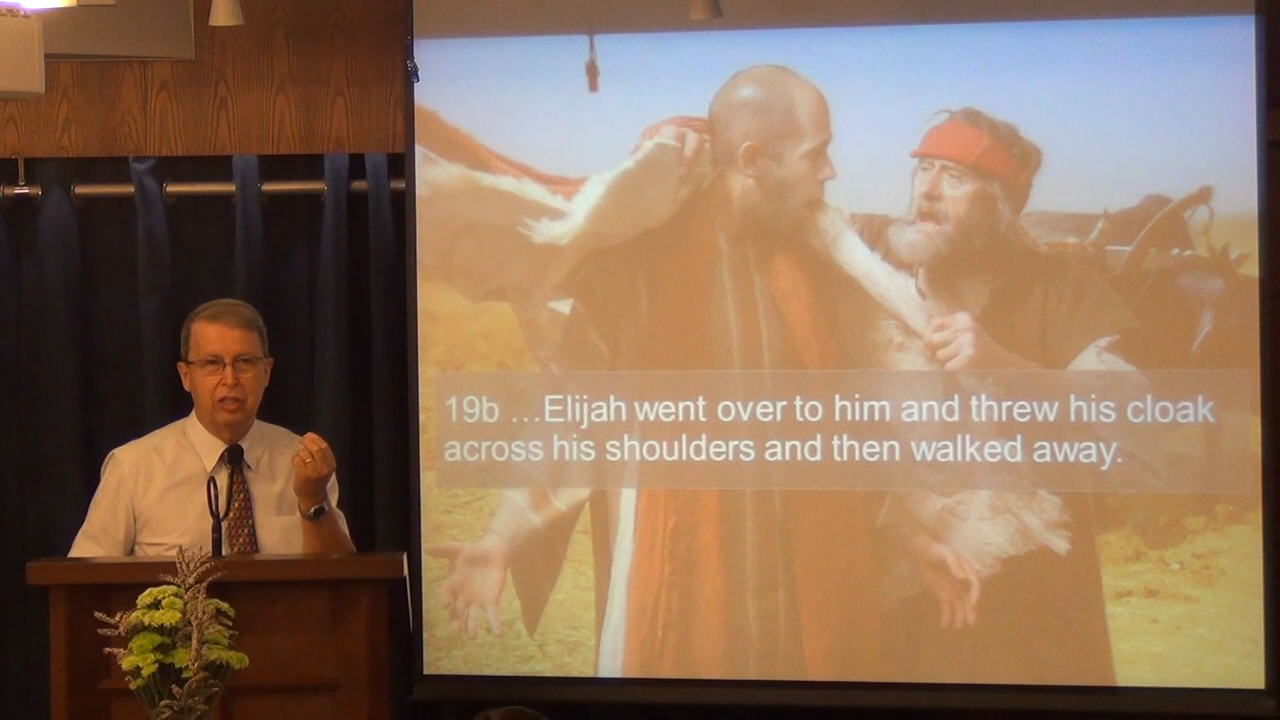 19b ...Elijah went over to him and threw his cloak
across his shoulders and then walked away.